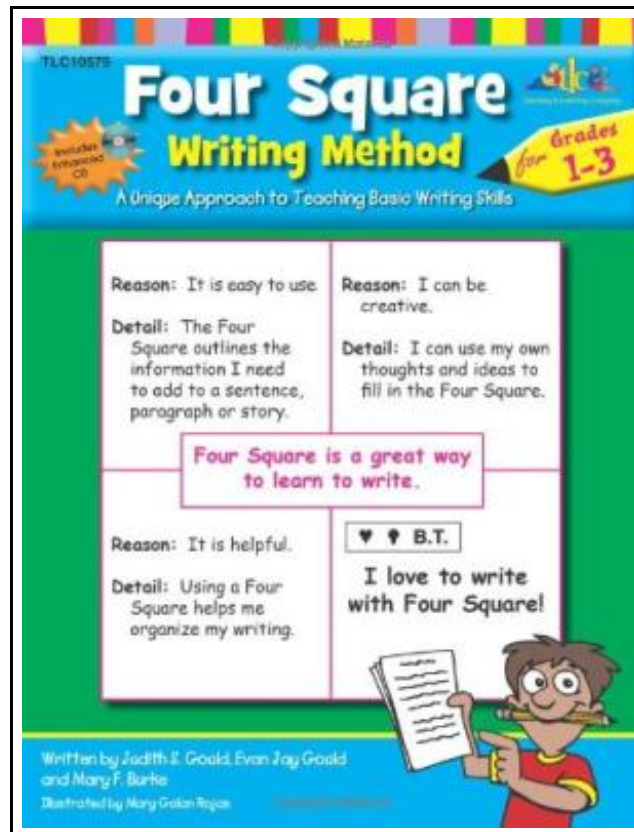 Copyrighted Material
TLC10575
Four Square
Writing Method
Includes
Enhanced
CD
for Grades
1-3
A Unique Approach to Teaching Basic Writing Skills
Reason: It is easy to use
Detail: The Four
Square outlines the
information I need
to add to a sentence,
paragraph or story.
Reason: I can be
creative.
Detail: I can use my own
thoughts and ideas to
fill in the Four Square.
Four Square is a great way
to learn to write.
Reason: It is helpful.
Detail: Using a Four
Square helps me
organize my writing.
B.T.
I love to write
with Four Square!
Written by Judith S. Gould, Evan Jay Gould
and Mary F. Burke
Illustrated by Mary Galan Rojas
Copyrighted Material